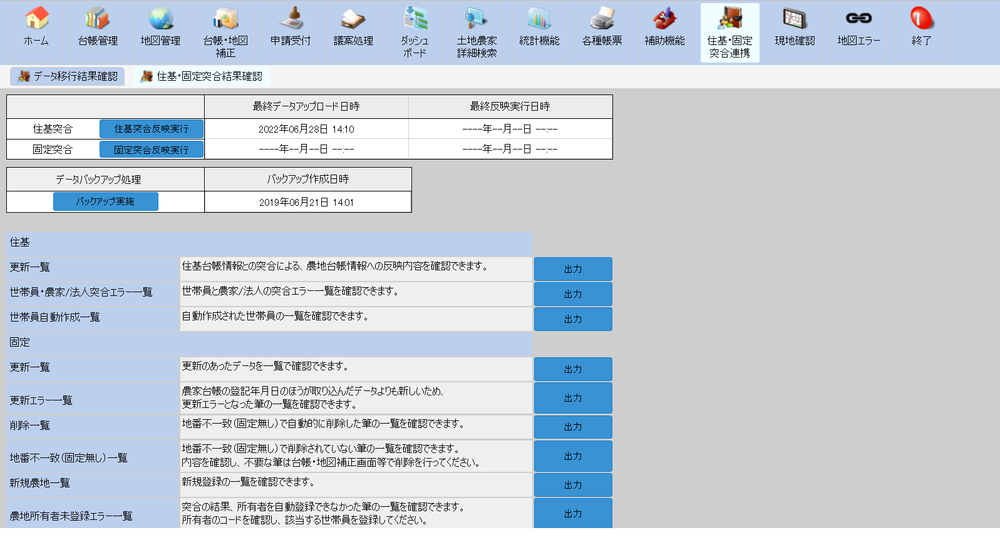 ホーム
台帳管理
地図管理
台帳・地図
補正
申請受付
議案処理
ダッシュ
ボード
土地農家
詳細検索
統計機能
各種帳票
補助機能
住基・固定
突合連携
現地確認
地図エラー
終了
データ移行結果確認
住基・固定突合結果確認
最終データアップロード日時
最終反映実行日時
住基突合
住基突合反映実行
2022年06月28日 14:10
----年--月--日 --:--
固定突合
固定突合反映実行
----年--月--日 --:--
----年--月--日 --:--
データバックアップ処理
バックアップ作成日時
バックアップ実施
2019年06月21日 14:01
住基
更新一覧
住基台帳情報との突合による、農地台帳情報への反映内容を確認できます。
出力
世帯員・農家/法人突合エラー一覧
世帯員と農家/法人の突合エラー一覧を確認できます。
出力
世帯員自動作成一覧
自動作成された世帯員の一覧を確認できます。
出力
固定
更新一覧
更新のあったデータを一覧で確認できます。
出力
更新エラー一覧
農家台帳の登記年月日のほうが取り込んだデータよりも新しいため、
更新エラーとなった筆の一覧を確認できます。
出力
削除一覧
地番不一致（固定無し）で自動的に削除した筆の一覧を確認できます。
出力
地番不一致（固定無し）一覧
地番不一致（固定無し）で削除されていない筆の一覧を確認できます。
内容を確認し、不要な筆は台帳・地図補正画面等で削除を行ってください。
出力
新規農地一覧
新規登録の一覧を確認できます。
出力
農地所有者未登録エラー一覧
突合の結果、所有者を自動登録できなかった筆の一覧を確認できます。
所有者のコードを確認し、該当する世帯員を登録してください。
出力